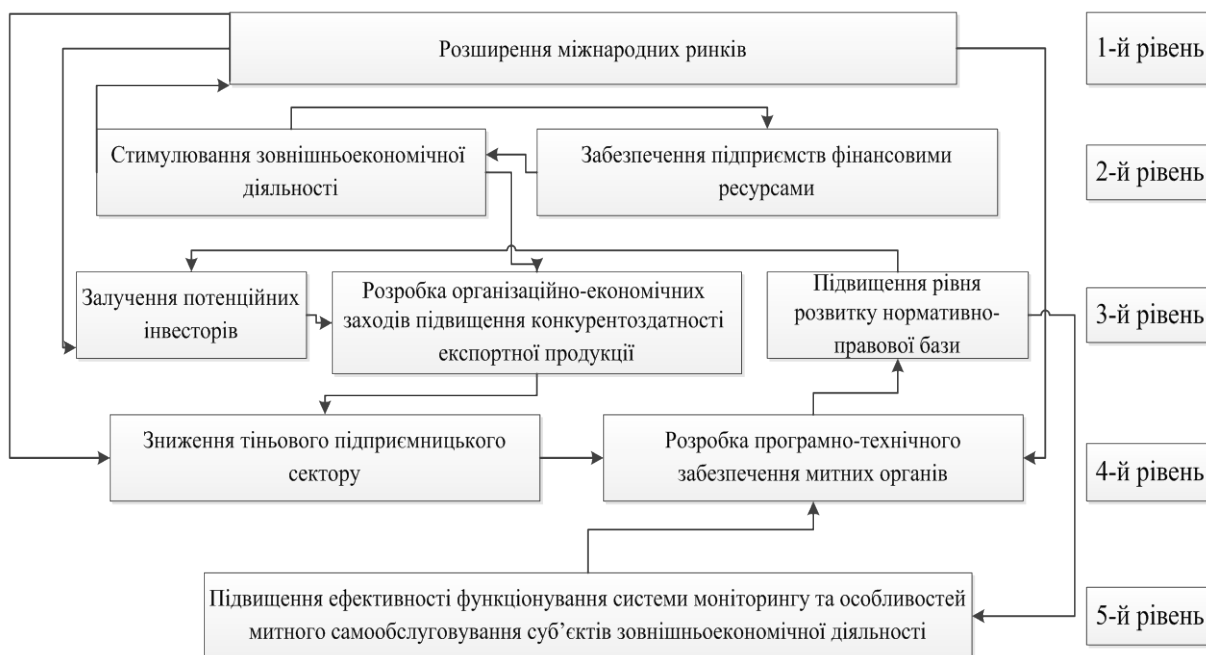 Розширення міжнародних ринків
1-й рівень
Стимулювання зовнішньоекономічної
діяльності
Забезпечення підприємств фінансовими
ресурсами
2-й рівень
Залучення потенційних
інвесторів
Розробка організаційно-економічних
заходів підвищення конкурентоздатності
експортної продукції
Підвищення рівня
розвитку нормативно-
правової бази
3-й рівень
Зниження тіньового підприємницького
сектору
Розробка програмно-технічного
забезпечення митних органів
4-й рівень
Підвищення ефективності функціонування системи моніторингу та особливостей
митного самообслуговування суб’єктів зовнішньоекономічної діяльності
5-й рівень